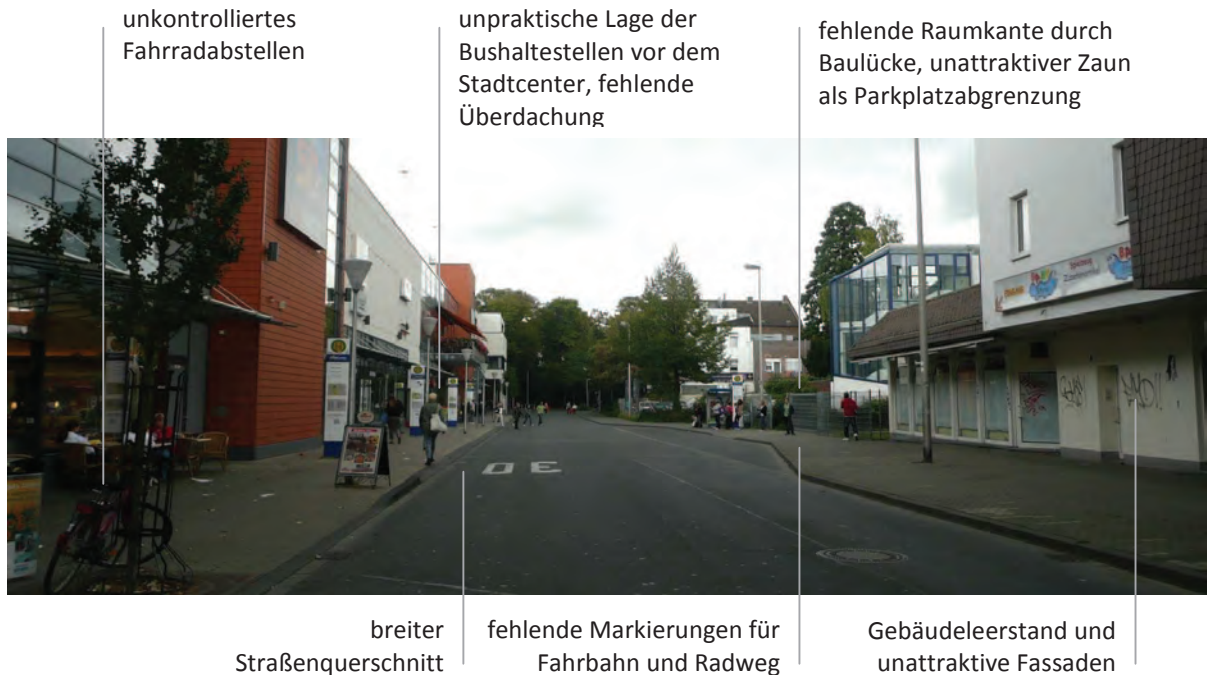 unkontrolliertes
Fahrradabstellen
unpraktische Lage der
Bushaltestellen vor dem
Stadtcenter, fehlende
Überdachung
fehlende Raumkante durch
Baulücke, unattraktiver Zaun
als Parkplatzabgrenzung
breiter
Straßenquerschnitt
fehlende Markierungen für
Fahrbahn und Radweg
Gebäudeleerstand und
unattraktive Fassaden